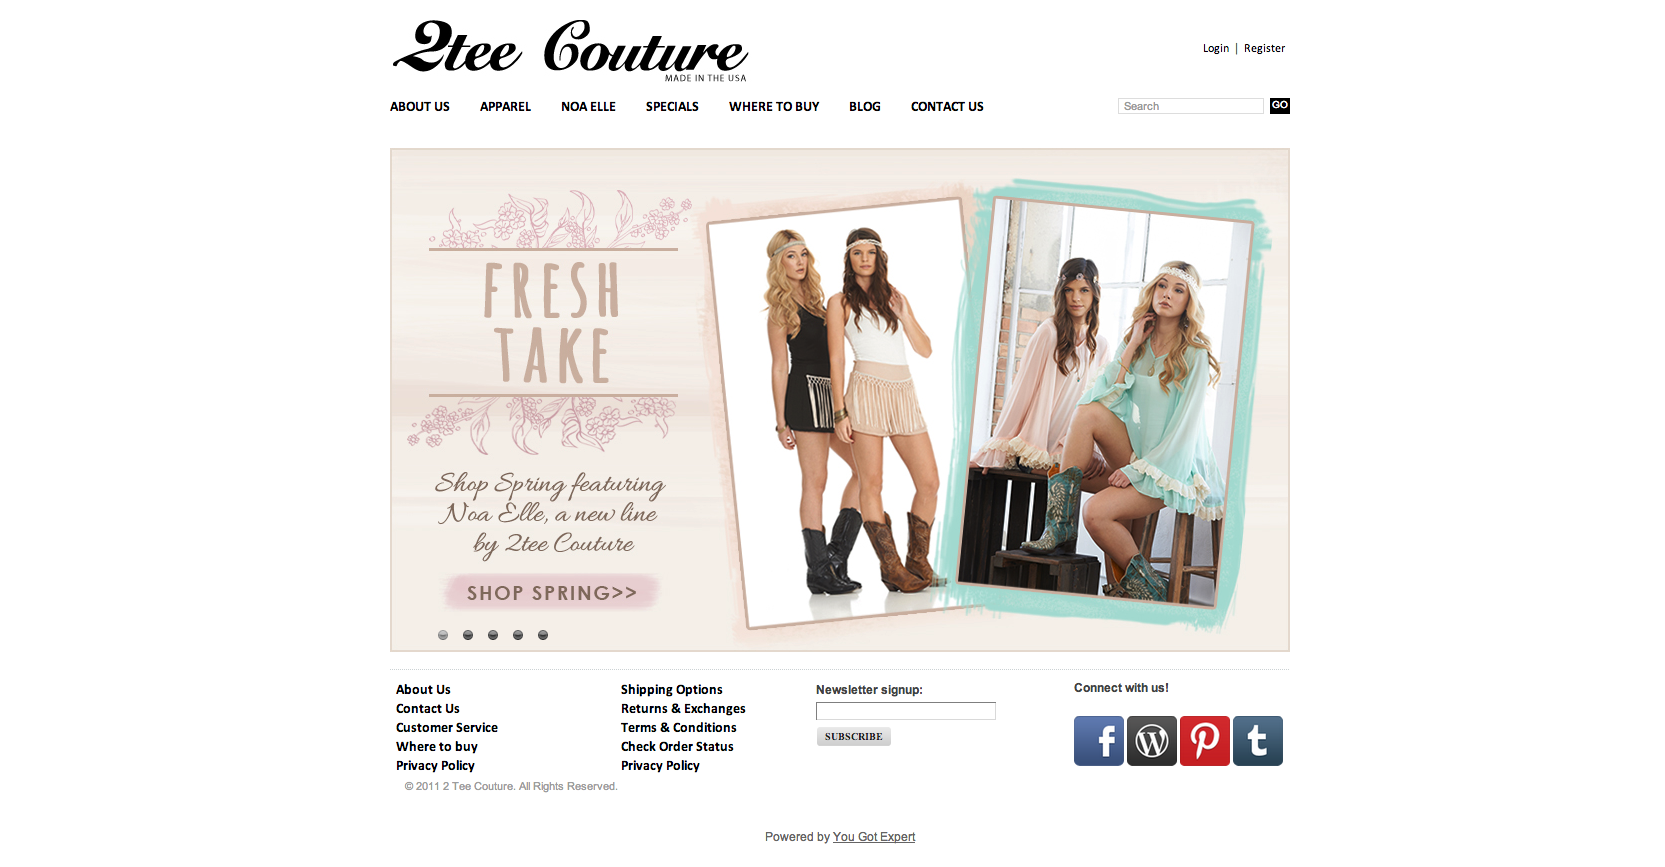 2tee Couture
MADE IN THE USA
Login | Register
ABOUT US APPAREL NOA ELLE SPECIALS WHERE TO BUY BLOG CONTACT US
Search GO
FRESH
TAKE
Shop Spring featuring
Noa Elle, a new line
by 2tee Couture
SHOP SPRING>>
About Us
Contact Us
Customer Service
Where to buy
Privacy Policy
Shipping Options
Returns & Exchanges
Terms & Conditions
Check Order Status
Privacy Policy
Newsletter signup:
SUBSCRIBE
Connect with us!
f W P t
© 2011 2 Tee Couture. All Rights Reserved.
Powered by You Got Expert